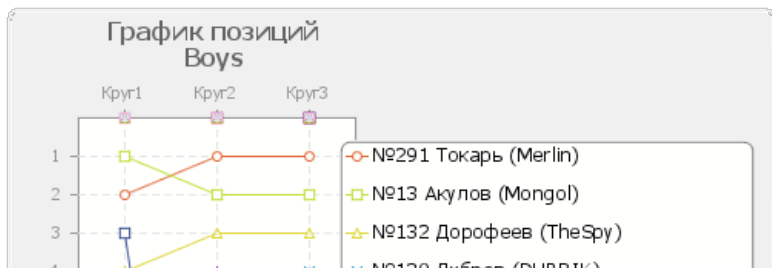 График позиций
Boys
Круг1 Круг2 Круг3
1
№291 Токарь (Merlin)
2
№13 Акулов (Mongol)
3
№132 Дорофеев (TheSpy)